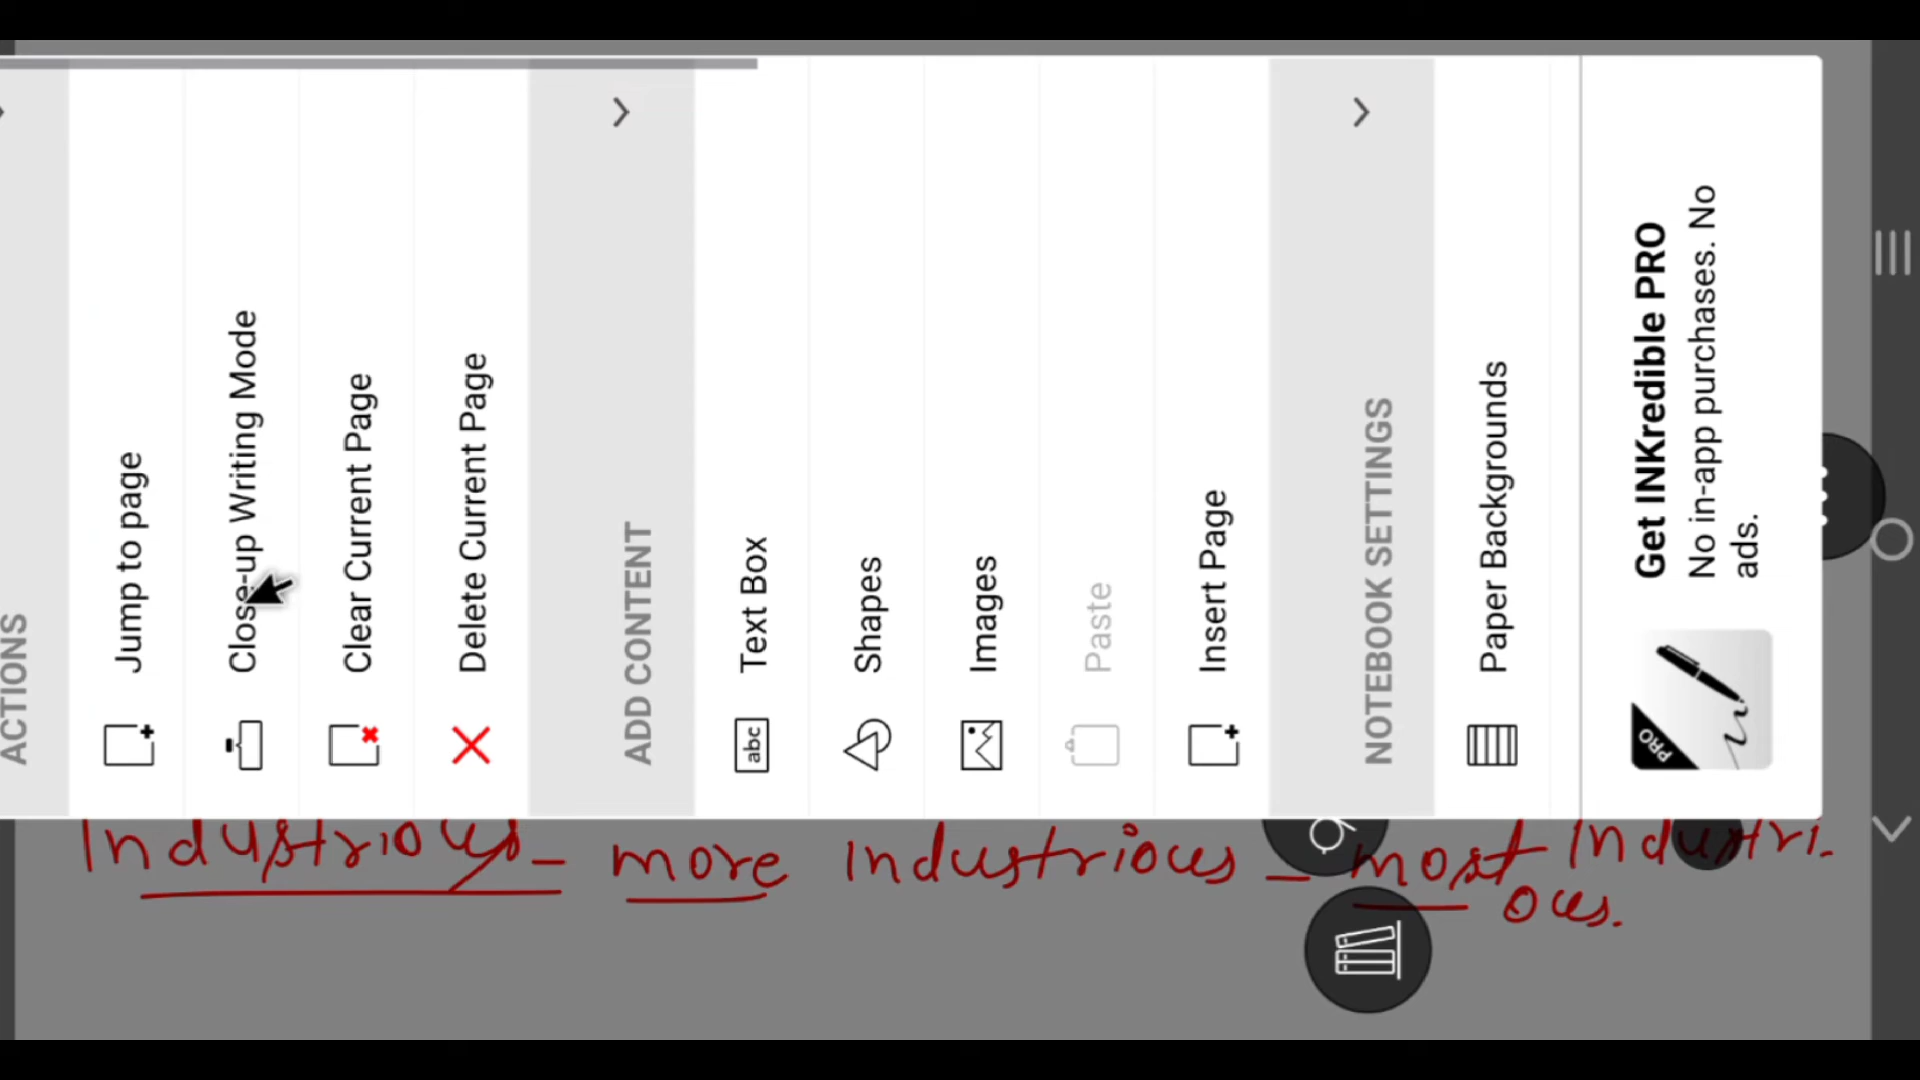 ACTIONS
Jump to page
Close-up Writing Mode
Clear Current Page
Delete Current Page
ADD CONTENT
abc Text Box
Shapes
Images
Paste
Insert Page
NOTEBOOK SETTINGS
Paper Backgrounds
PRO
Get INKredible PRO
No in-app purchases. No
ads.
Industrious - more Industrious - most Industri.
ous.